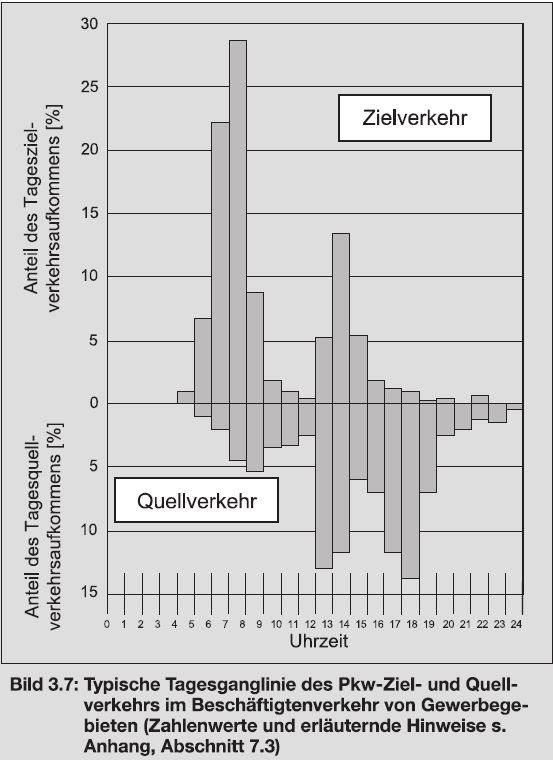 30
25
20
15
10
5
0
5
10
15
Anteil des Tagesziel-
verkehrsaufkommens [%]
Anteil des Tagesquell-
verkehrsaufkommens [%]
Zielverkehr
Quellverkehr
0 1 2 3 4 5 6 7 8 9 10 11 12 13 14 15 16 17 18 19 20 21 22 23 24
Uhrzeit
Bild 3.7: Typische Tagesganglinie des Pkw-Ziel- und Quell-
verkehrs im Beschäftigtenverkehr von Gewerbege-
bieten (Zahlenwerte und erläuternde Hinweise s.
Anhang, Abschnitt 7.3)